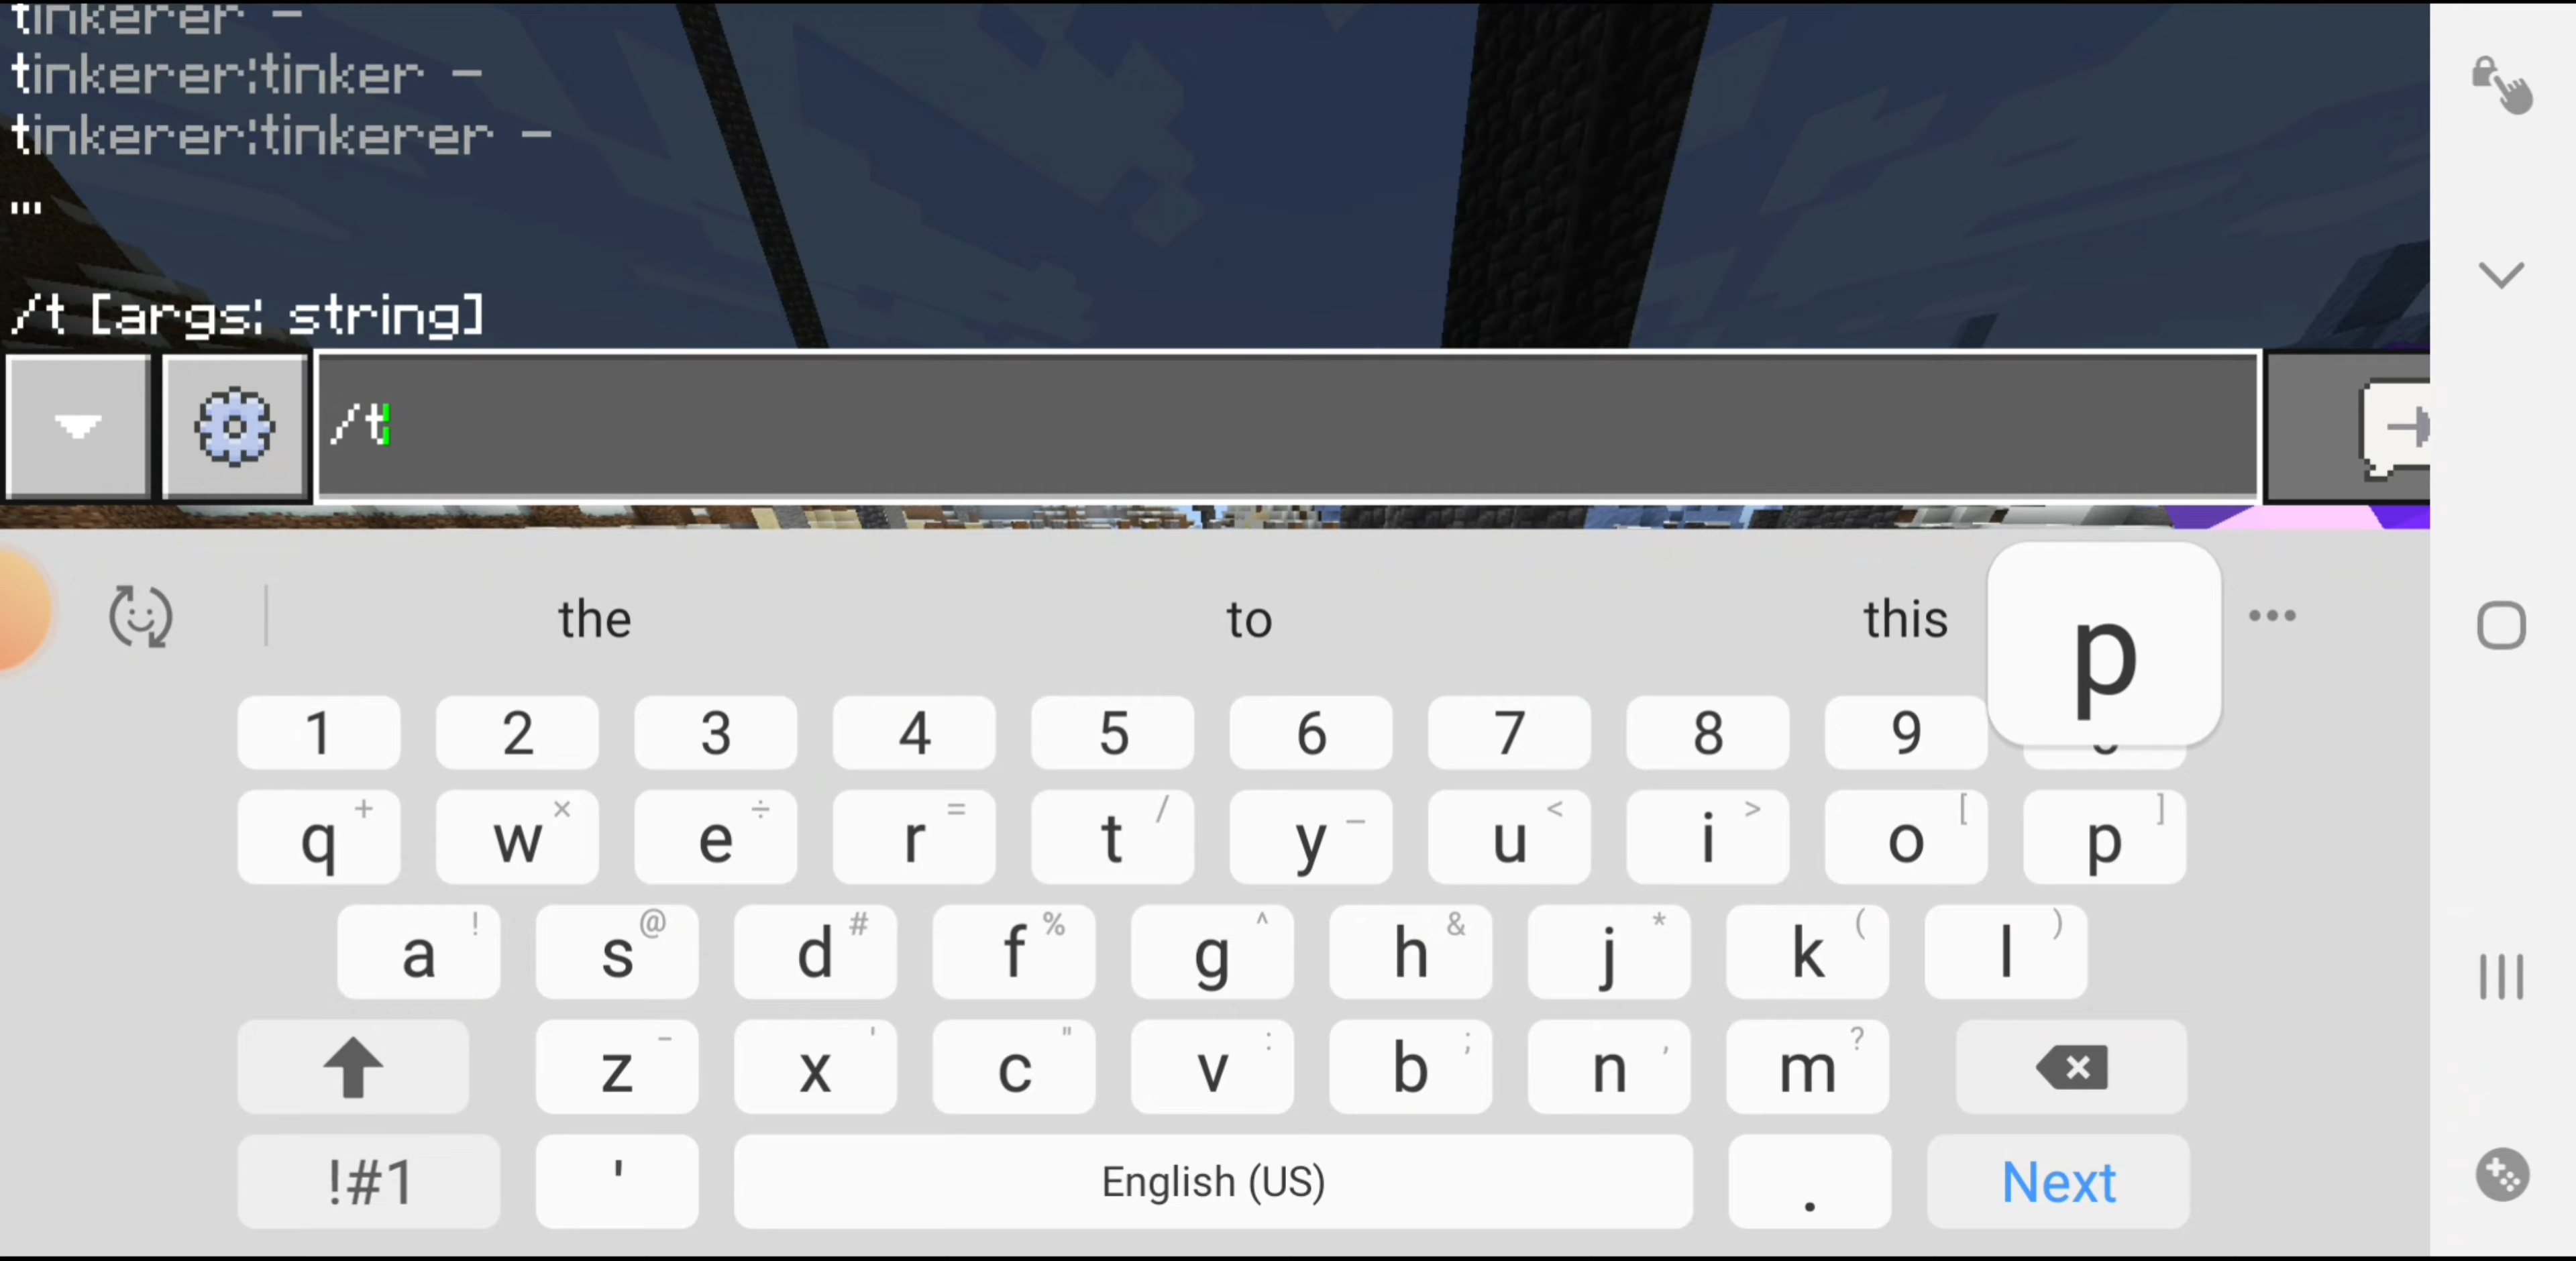 tinkerer -
tinkerer:tinker -
tinkerer:tinkerer -
...
/t [args: string]
/t
the to this
p
1 2 3 4 5 6 7 8 9
q + w × e ÷ r = t / y _ u < i > o [ p ]
a ! s @ d # f % g ^ h & j * k ( l )
z - x ' c " v : b ; n , m ?
!#1 ' English (US) . Next